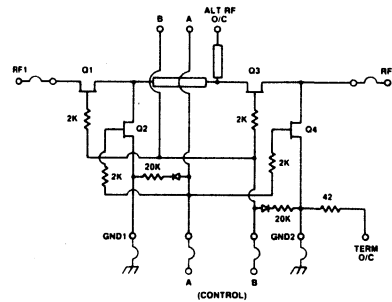 ALT RF
O/C
B A
RF1 Q1 Q3 RF
2K Q2 2K Q4
20K 2K
2K
20K 42
GND1 GND2
TERM
O/C
A B
(CONTROL)